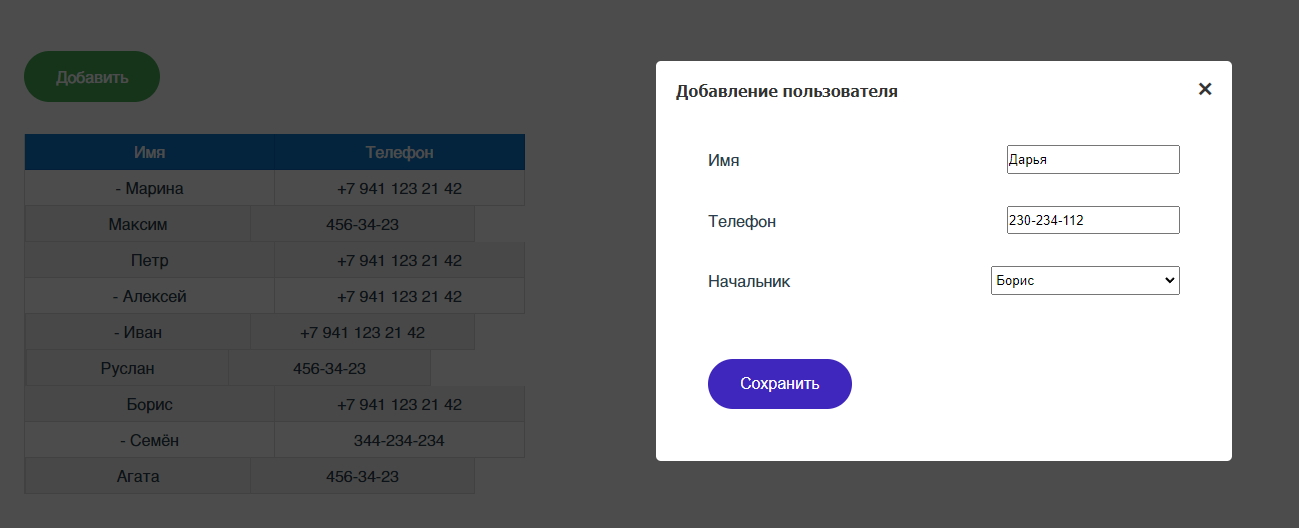 Добавить
Имя Телефон
- Марина +7 941 123 21 42
Максим 456-34-23
Петр +7 941 123 21 42
- Алексей +7 941 123 21 42
- Иван +7 941 123 21 42
Руслан 456-34-23
Борис +7 941 123 21 42
- Семён 344-234-234
Агата 456-34-23
Добавление пользователя ×
Имя Дарья
Телефон 230-234-112
Начальник Борис
Сохранить